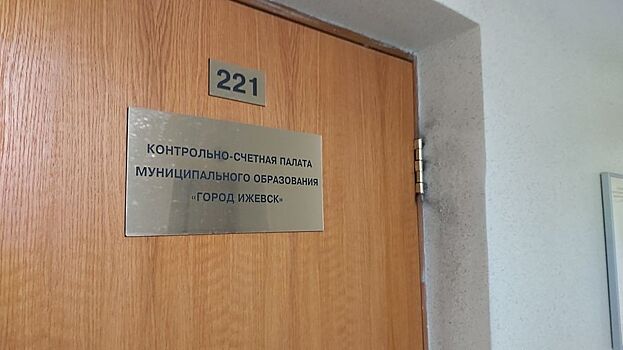 221
КОНТРОЛЬНО-СЧЕТНАЯ ПАЛАТА
МУНИЦИПАЛЬНОГО ОБРАЗОВАНИЯ
«ГОРОД ИЖЕВСК»